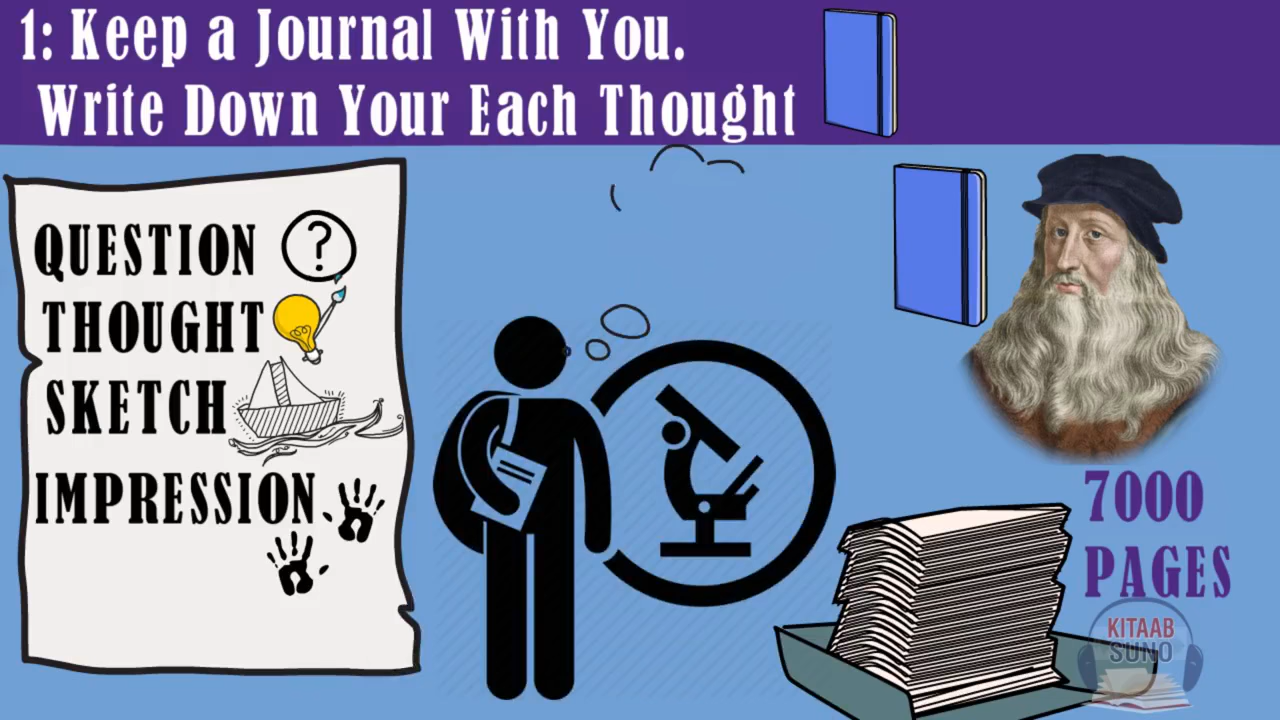 1: Keep a Journal With You.
Write Down Your Each Thought
QUESTION ?
THOUGHT
SKETCH
IMPRESSION
7000
PAGES
KITAAB
SUNO